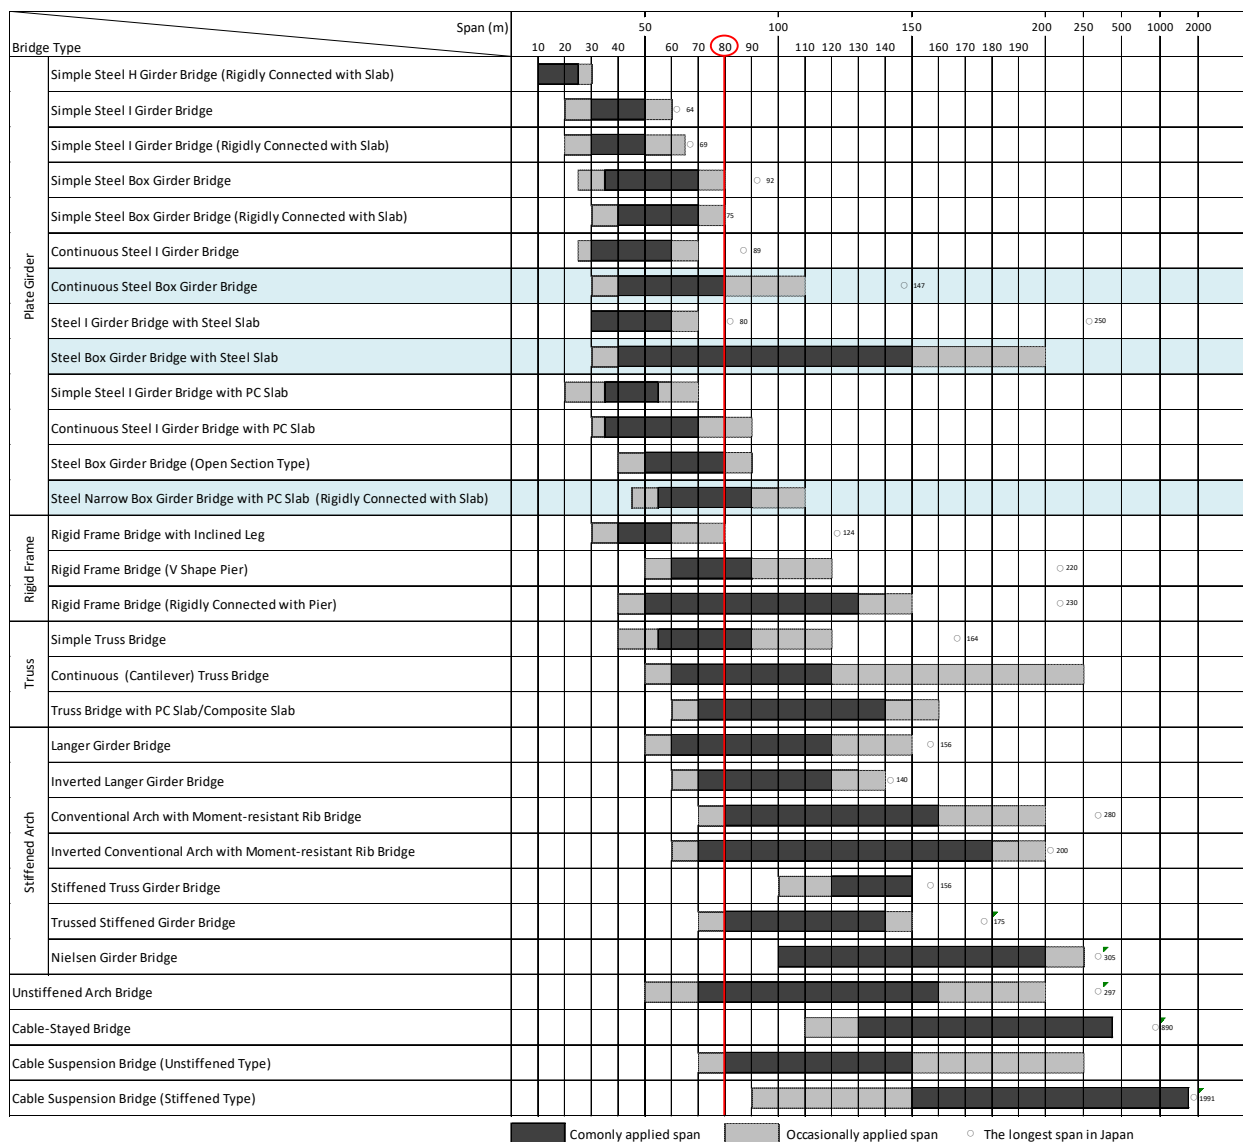 Span (m)
50 100 150 200 250 500 1000 2000
Bridge Type
10 20 30 40 60 70 80 90 110 120 130 140 160 170 180 190
Plate Girder
Simple Steel H Girder Bridge (Rigidly Connected with Slab)
Simple Steel I Girder Bridge 64
Simple Steel I Girder Bridge (Rigidly Connected with Slab) 69
Simple Steel Box Girder Bridge 92
Simple Steel Box Girder Bridge (Rigidly Connected with Slab) 75
Continuous Steel I Girder Bridge 89
Continuous Steel Box Girder Bridge 147
Steel I Girder Bridge with Steel Slab 80 250
Steel Box Girder Bridge with Steel Slab
Simple Steel I Girder Bridge with PC Slab
Continuous Steel I Girder Bridge with PC Slab
Steel Box Girder Bridge (Open Section Type)
Steel Narrow Box Girder Bridge with PC Slab (Rigidly Connected with Slab)
Rigid Frame
Rigid Frame Bridge with Inclined Leg 124
Rigid Frame Bridge (V Shape Pier) 220
Rigid Frame Bridge (Rigidly Connected with Pier) 230
Truss
Simple Truss Bridge 164
Continuous (Cantilever) Truss Bridge
Truss Bridge with PC Slab/Composite Slab
Stiffened Arch
Langer Girder Bridge 156
Inverted Langer Girder Bridge 140
Conventional Arch with Moment-resistant Rib Bridge 280
Inverted Conventional Arch with Moment-resistant Rib Bridge 200
Stiffened Truss Girder Bridge 156
Trussed Stiffened Girder Bridge 175
Nielsen Girder Bridge 305
Unstiffened Arch Bridge 297
Cable-Stayed Bridge 890
Cable Suspension Bridge (Unstiffened Type)
Cable Suspension Bridge (Stiffened Type) 1991
Comonly applied span Occasionally applied span The longest span in Japan